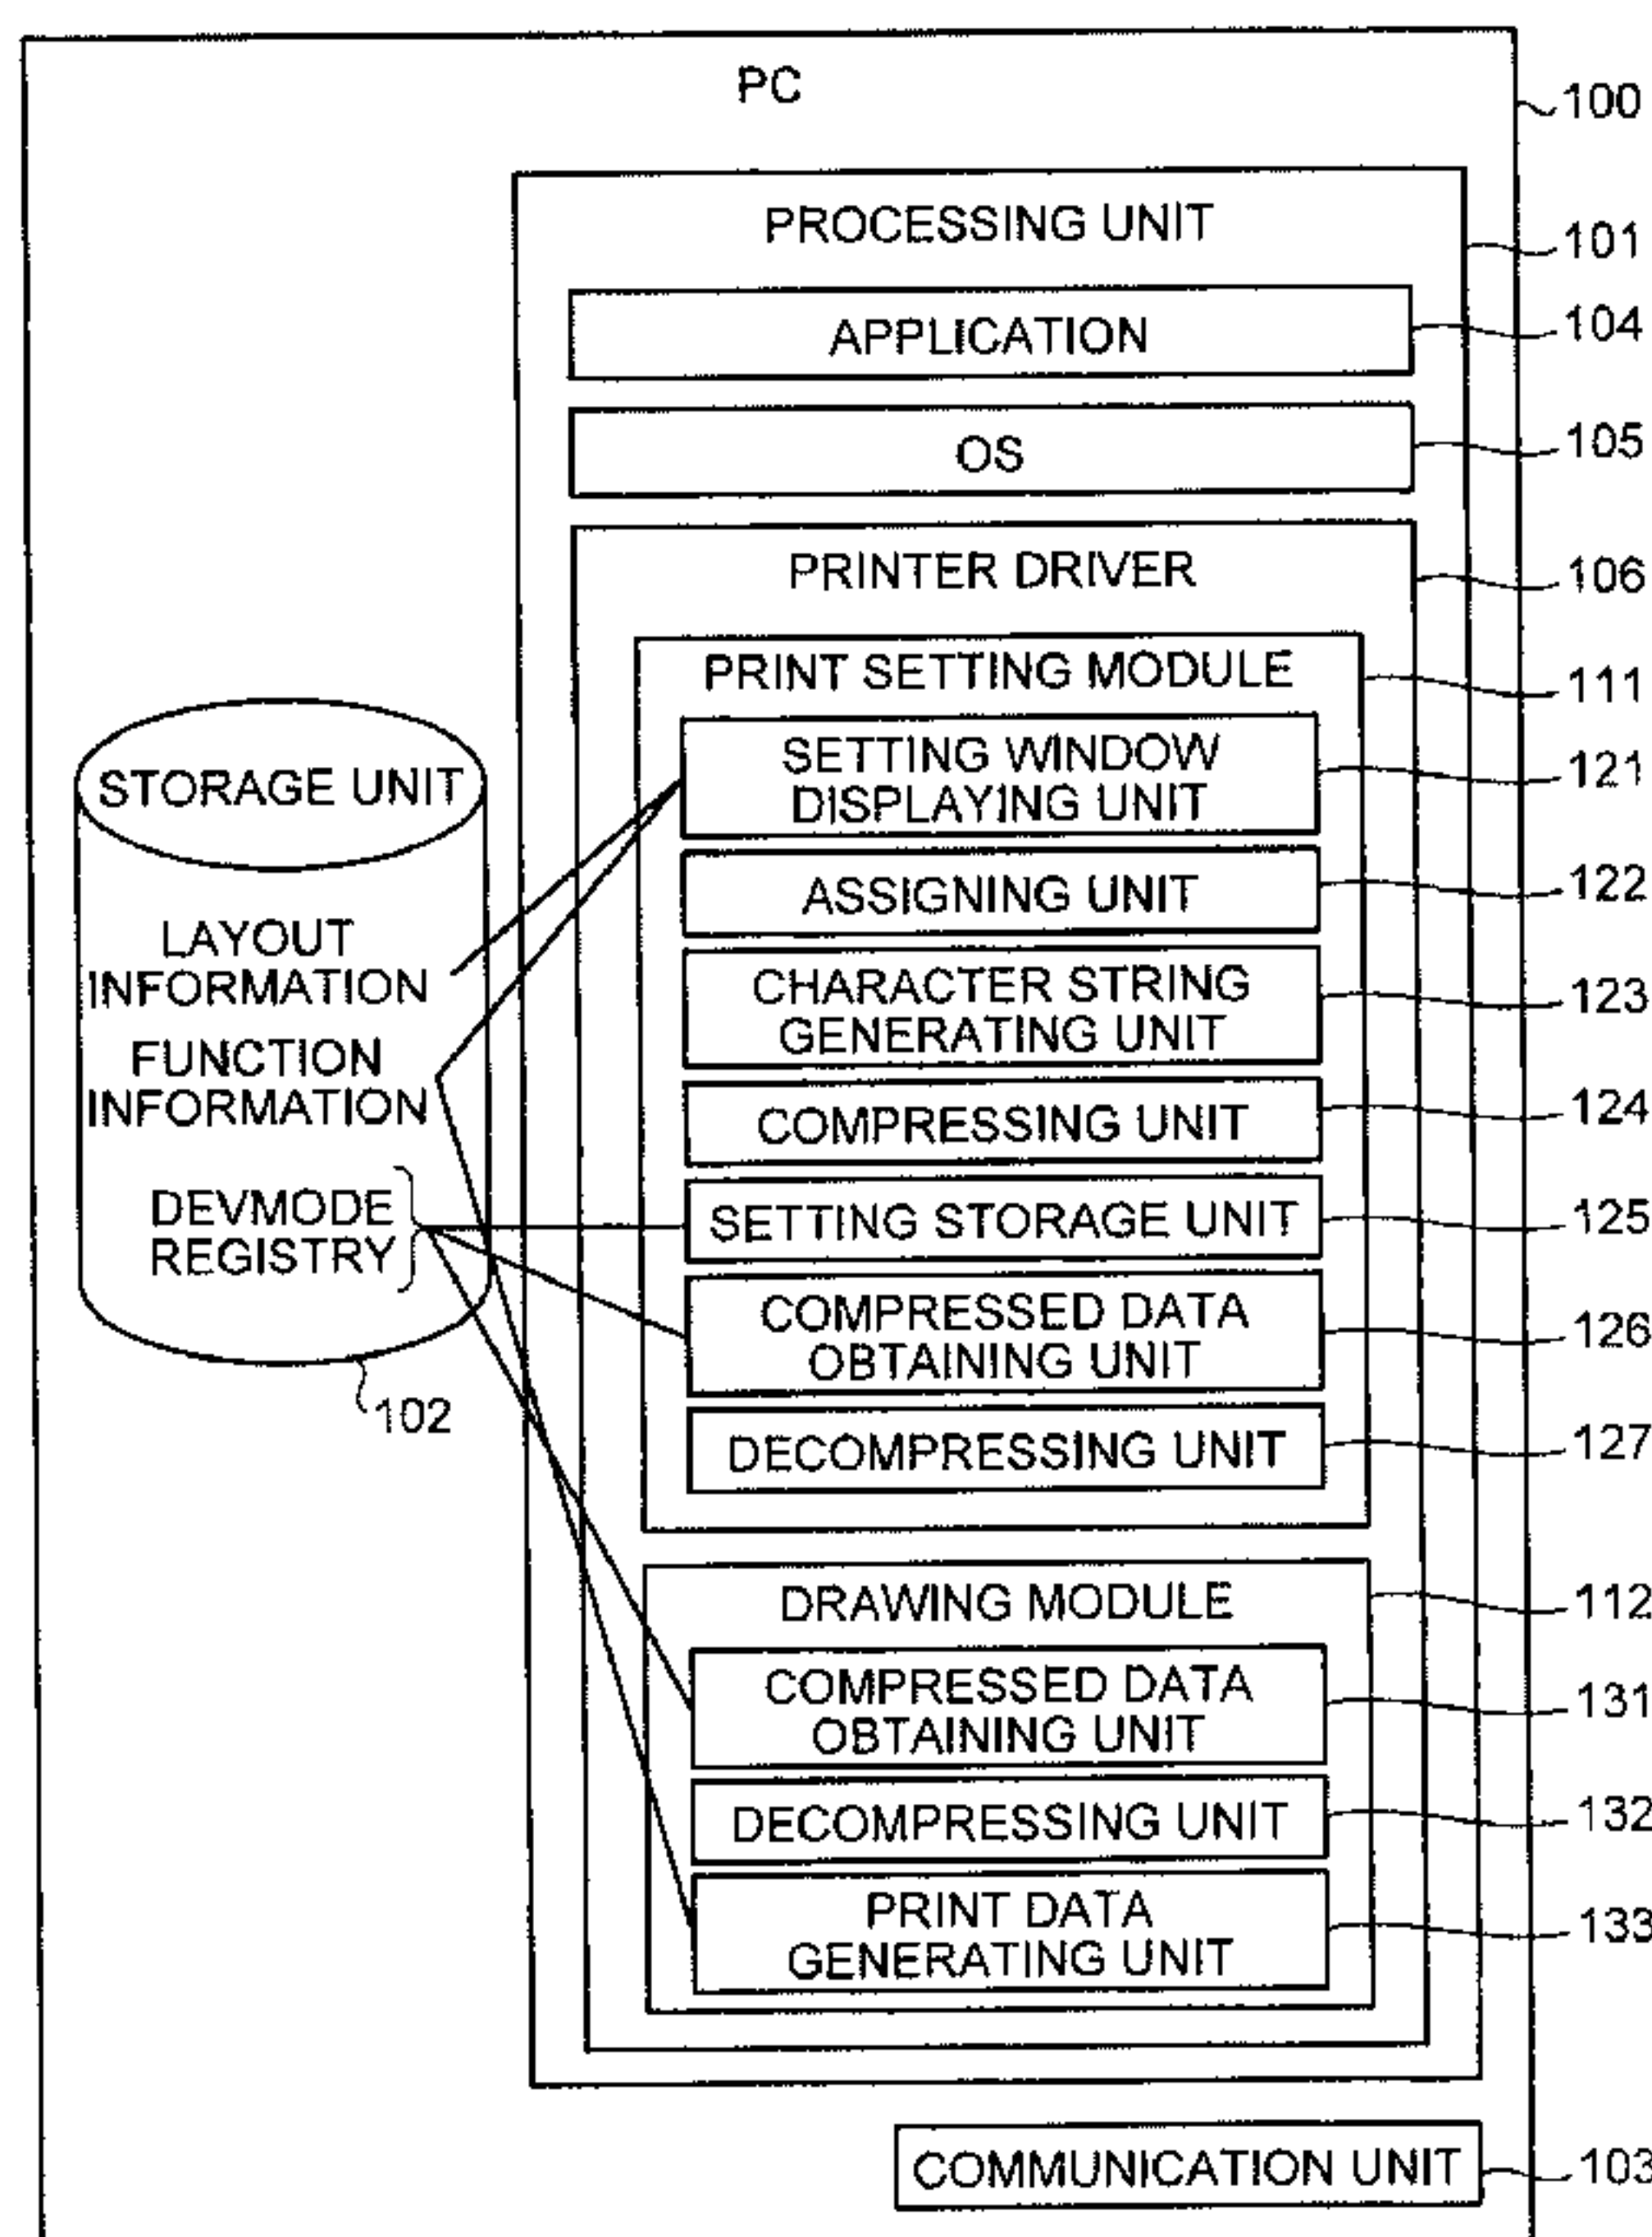 PC
100
PROCESSING UNIT
101
APPLICATION
104
OS
105
PRINTER DRIVER
106
PRINT SETTING MODULE
111
SETTING WINDOW
DISPLAYING UNIT
121
ASSIGNING UNIT
122
CHARACTER STRING
GENERATING UNIT
123
COMPRESSING UNIT
124
SETTING STORAGE UNIT
125
COMPRESSED DATA
OBTAINING UNIT
126
DECOMPRESSING UNIT
127
STORAGE UNIT
LAYOUT
INFORMATION
FUNCTION
INFORMATION
DEVMODE
REGISTRY
102
DRAWING MODULE
112
COMPRESSED DATA
OBTAINING UNIT
131
DECOMPRESSING UNIT
132
PRINT DATA
GENERATING UNIT
133
COMMUNICATION UNIT
103